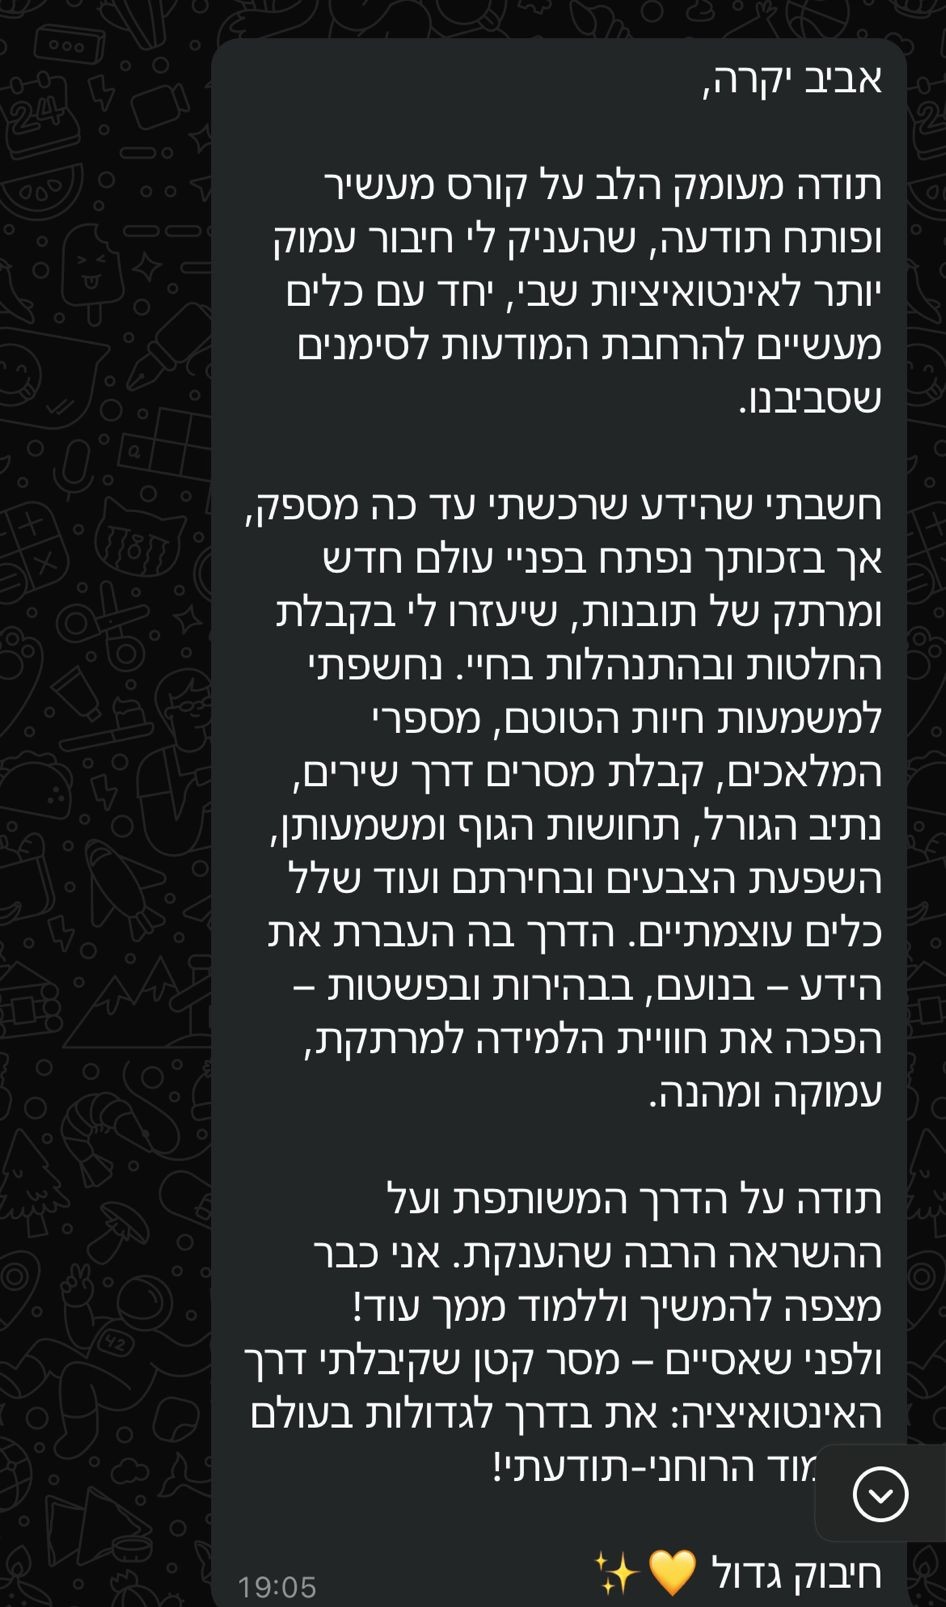 אביב יקרה,
תודה מעומק הלב על קורס מעשיר
ופותח תודעה, שהעניק לי חיבור עמוק
יותר לאינטואיציות שבי, יחד עם כלים
מעשיים להרחבת המודעות לסימנים
שסביבנו.
חשבתי שהידע שרכשתי עד כה מספק,
אך בזכותך נפתח בפניי עולם חדש
ומרתק של תובנות, שיעזרו לי בקבלת
החלטות ובהתנהלות בחיי. נחשפתי
למשמעות חיות הטוטם, מספרי
המלאכים, קבלת מסרים דרך שירים,
נתיב הגורל, תחושות הגוף ומשמעותן,
השפעת הצבעים ובחירתם ועוד שלל
כלים עוצמתיים. הדרך בה העברת את
הידע – בנועם, בבהירות ובפשטות –
הפכה את חוויית הלמידה למרתקת,
עמוקה ומהנה.
תודה על הדרך המשותפת ועל
ההשראה הרבה שהענקת. אני כבר
מצפה להמשיך וללמוד ממך עוד!
ולפני שאסיים – מסר קטן שקיבלתי דרך
האינטואיציה: את בדרך לגדולות בעולם
הרוחני-תודעתי!
חיבוק גדול 💛✨
19:05